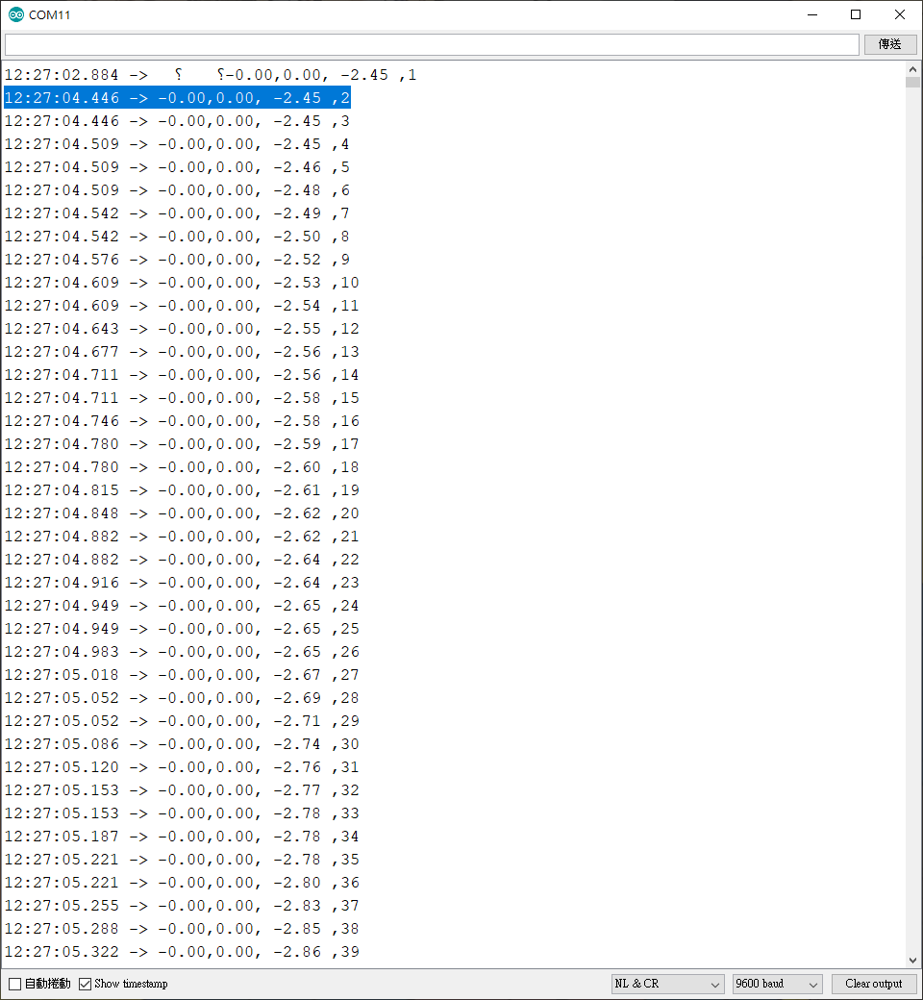 COM11
傳送
12:27:02.884 -> ⸮ ⸮-0.00,0.00, -2.45 ,1
12:27:04.446 -> -0.00,0.00, -2.45 ,2
12:27:04.446 -> -0.00,0.00, -2.45 ,3
12:27:04.509 -> -0.00,0.00, -2.45 ,4
12:27:04.509 -> -0.00,0.00, -2.46 ,5
12:27:04.509 -> -0.00,0.00, -2.48 ,6
12:27:04.542 -> -0.00,0.00, -2.49 ,7
12:27:04.542 -> -0.00,0.00, -2.50 ,8
12:27:04.576 -> -0.00,0.00, -2.52 ,9
12:27:04.609 -> -0.00,0.00, -2.53 ,10
12:27:04.609 -> -0.00,0.00, -2.54 ,11
12:27:04.643 -> -0.00,0.00, -2.55 ,12
12:27:04.677 -> -0.00,0.00, -2.56 ,13
12:27:04.711 -> -0.00,0.00, -2.56 ,14
12:27:04.711 -> -0.00,0.00, -2.58 ,15
12:27:04.746 -> -0.00,0.00, -2.58 ,16
12:27:04.780 -> -0.00,0.00, -2.59 ,17
12:27:04.780 -> -0.00,0.00, -2.60 ,18
12:27:04.815 -> -0.00,0.00, -2.61 ,19
12:27:04.848 -> -0.00,0.00, -2.62 ,20
12:27:04.882 -> -0.00,0.00, -2.62 ,21
12:27:04.882 -> -0.00,0.00, -2.64 ,22
12:27:04.916 -> -0.00,0.00, -2.64 ,23
12:27:04.949 -> -0.00,0.00, -2.65 ,24
12:27:04.949 -> -0.00,0.00, -2.65 ,25
12:27:04.983 -> -0.00,0.00, -2.65 ,26
12:27:05.018 -> -0.00,0.00, -2.67 ,27
12:27:05.052 -> -0.00,0.00, -2.69 ,28
12:27:05.052 -> -0.00,0.00, -2.71 ,29
12:27:05.086 -> -0.00,0.00, -2.74 ,30
12:27:05.120 -> -0.00,0.00, -2.76 ,31
12:27:05.153 -> -0.00,0.00, -2.77 ,32
12:27:05.153 -> -0.00,0.00, -2.78 ,33
12:27:05.187 -> -0.00,0.00, -2.78 ,34
12:27:05.221 -> -0.00,0.00, -2.78 ,35
12:27:05.221 -> -0.00,0.00, -2.80 ,36
12:27:05.255 -> -0.00,0.00, -2.83 ,37
12:27:05.288 -> -0.00,0.00, -2.85 ,38
12:27:05.322 -> -0.00,0.00, -2.86 ,39
自動捲動 Show timestamp NL & CR 9600 baud Clear output